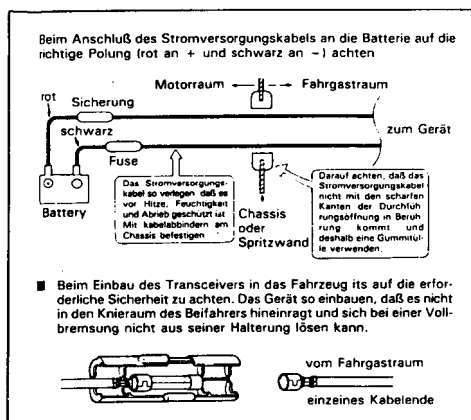 Beim Anschluß des Stromversorgungskabels an die Batterie auf die
richtige Polung (rot an + und schwarz an −) achten
Motorraum
Fahrgastraum
rot
Sicherung
schwarz
zum Gerät
Fuse
Battery
Das Stromversorgungs-
kabel so verlegen daß es
vor Hitze, Feuchtigkeit
und Abrieb geschützt ist
Mit kabelabbindern am
Chassis befestigen
Chassis
oder
Spritzwand
Darauf achten, daß das
Stromversorgungskabel
nicht mit den scharfen
Kanten der Durchfüh
rungsöffnung in Beruh
rung kommt und
deshalb eine Gummitül-
le verwenden.
■ Beim Einbau des Transceivers in das Fahrzeug its auf die erfor-
derliche Sicherheit zu achten. Das Gerät so einbauen, daß es nicht
in den Knieraum des Beifahrers hineinragt und sich bei einer Voll-
bremsung nicht aus seiner Halterung lösen kann.
vom Fahrgastraum
einzeines Kabelende